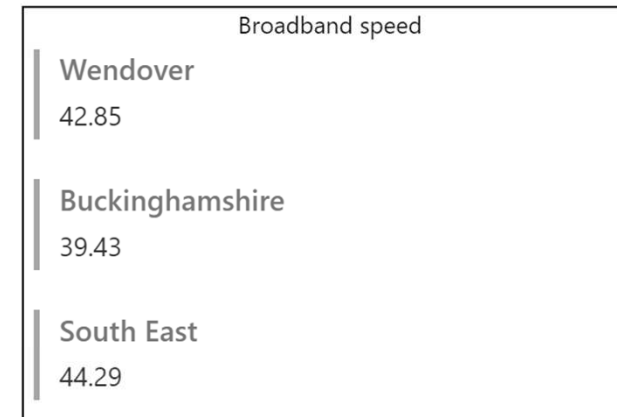 Broadband speed
Wendover
42.85
Buckinghamshire
39.43
South East
44.29